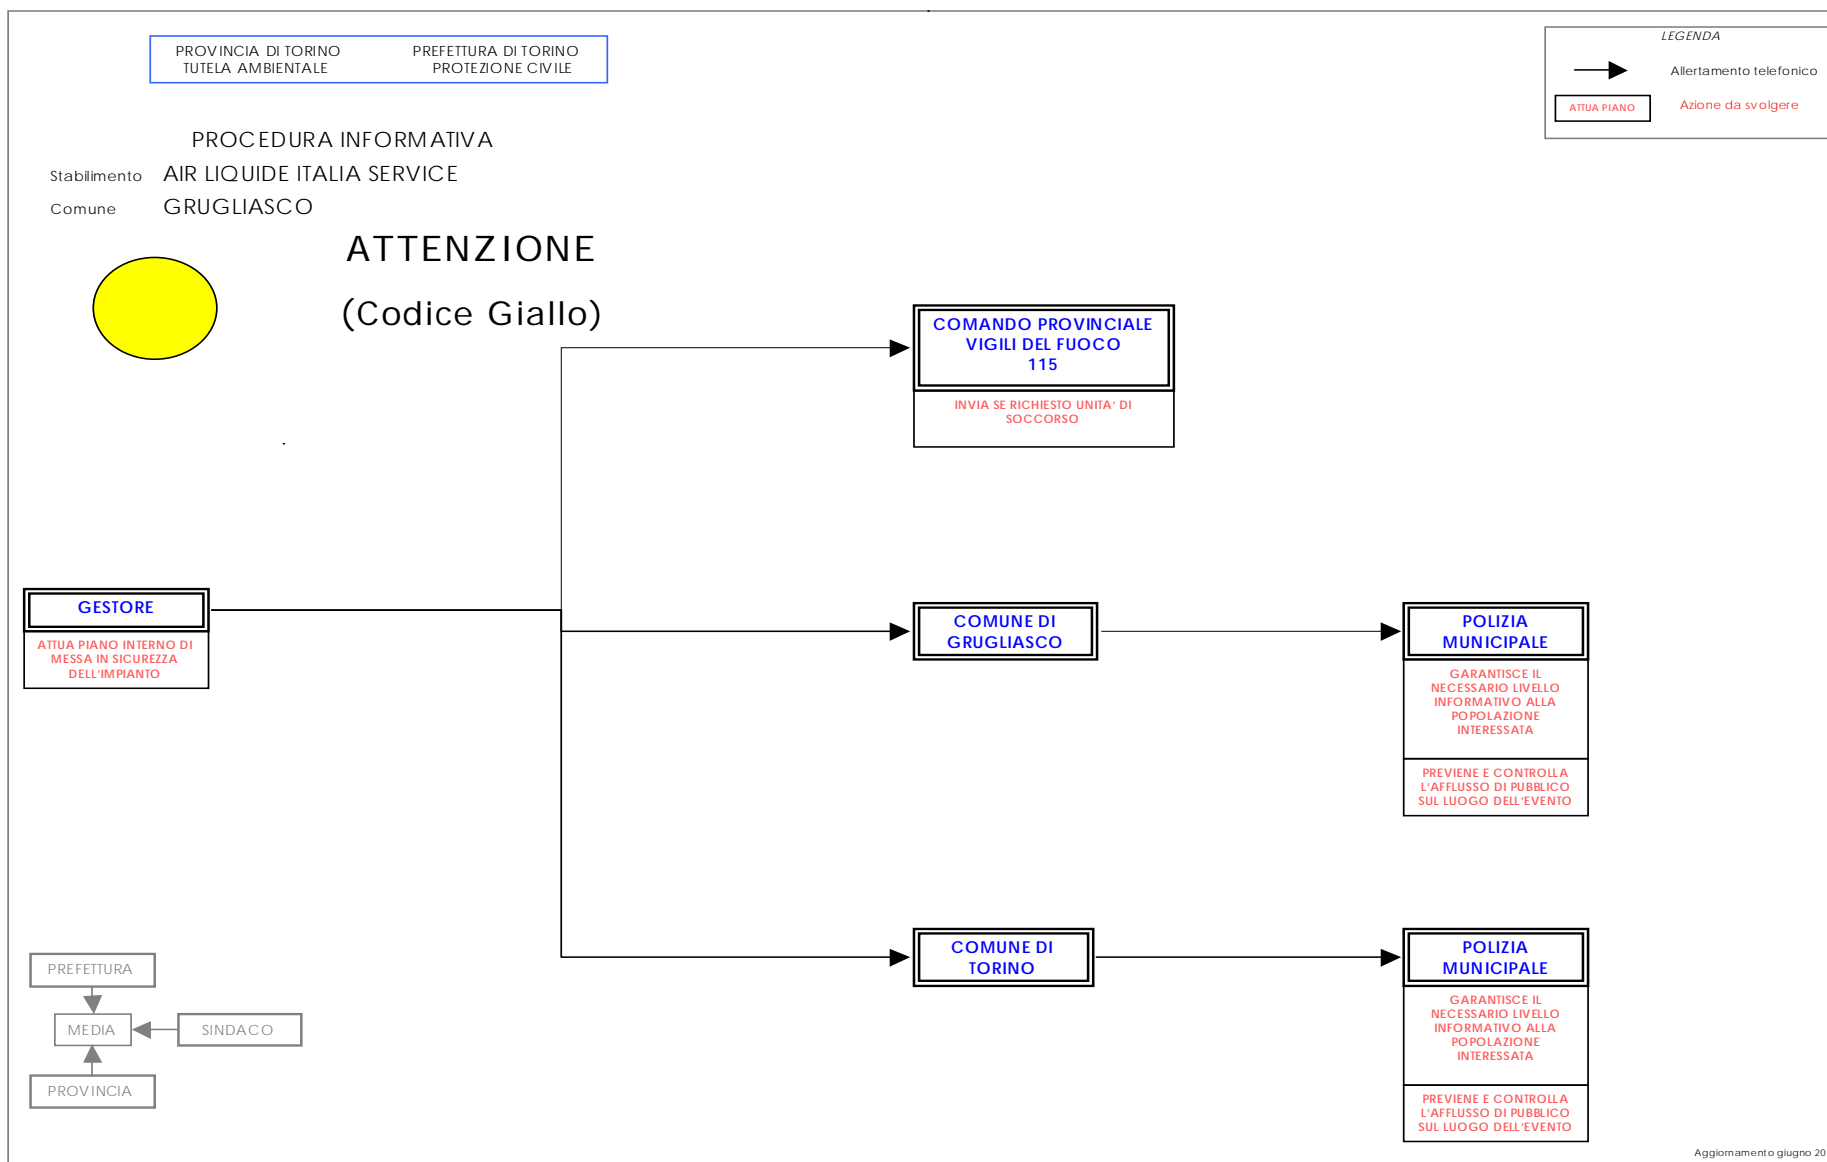 PROVINCIA DI TORINO
TUTELA AMBIENTALE
PREFETTURA DI TORINO
PROTEZIONE CIVILE
LEGENDA
Allertamento telefonico
ATTUA PIANO
Azione da svolgere
PROCEDURA INFORMATIVA
Stabilimento AIR LIQUIDE ITALIA SERVICE
Comune GRUGLIASCO
ATTENZIONE
(Codice Giallo)
COMANDO PROVINCIALE
VIGILI DEL FUOCO
115
INVIA SE RICHIESTO UNITA' DI
SOCCORSO
GESTORE
ATTUA PIANO INTERNO DI
MESSA IN SICUREZZA
DELL'IMPIANTO
COMUNE DI
GRUGLIASCO
POLIZIA
MUNICIPALE
GARANTISCE IL
NECESSARIO LIVELLO
INFORMATIVO ALLA
POPOLAZIONE
INTERESSATA
PREVIENE E CONTROLLA
L'AFFLUSSO DI PUBBLICO
SUL LUOGO DELL'EVENTO
COMUNE DI
TORINO
POLIZIA
MUNICIPALE
GARANTISCE IL
NECESSARIO LIVELLO
INFORMATIVO ALLA
POPOLAZIONE
INTERESSATA
PREVIENE E CONTROLLA
L'AFFLUSSO DI PUBBLICO
SUL LUOGO DELL'EVENTO
PREFETTURA
MEDIA
SINDACO
PROVINCIA
Aggiornamento giugno 20